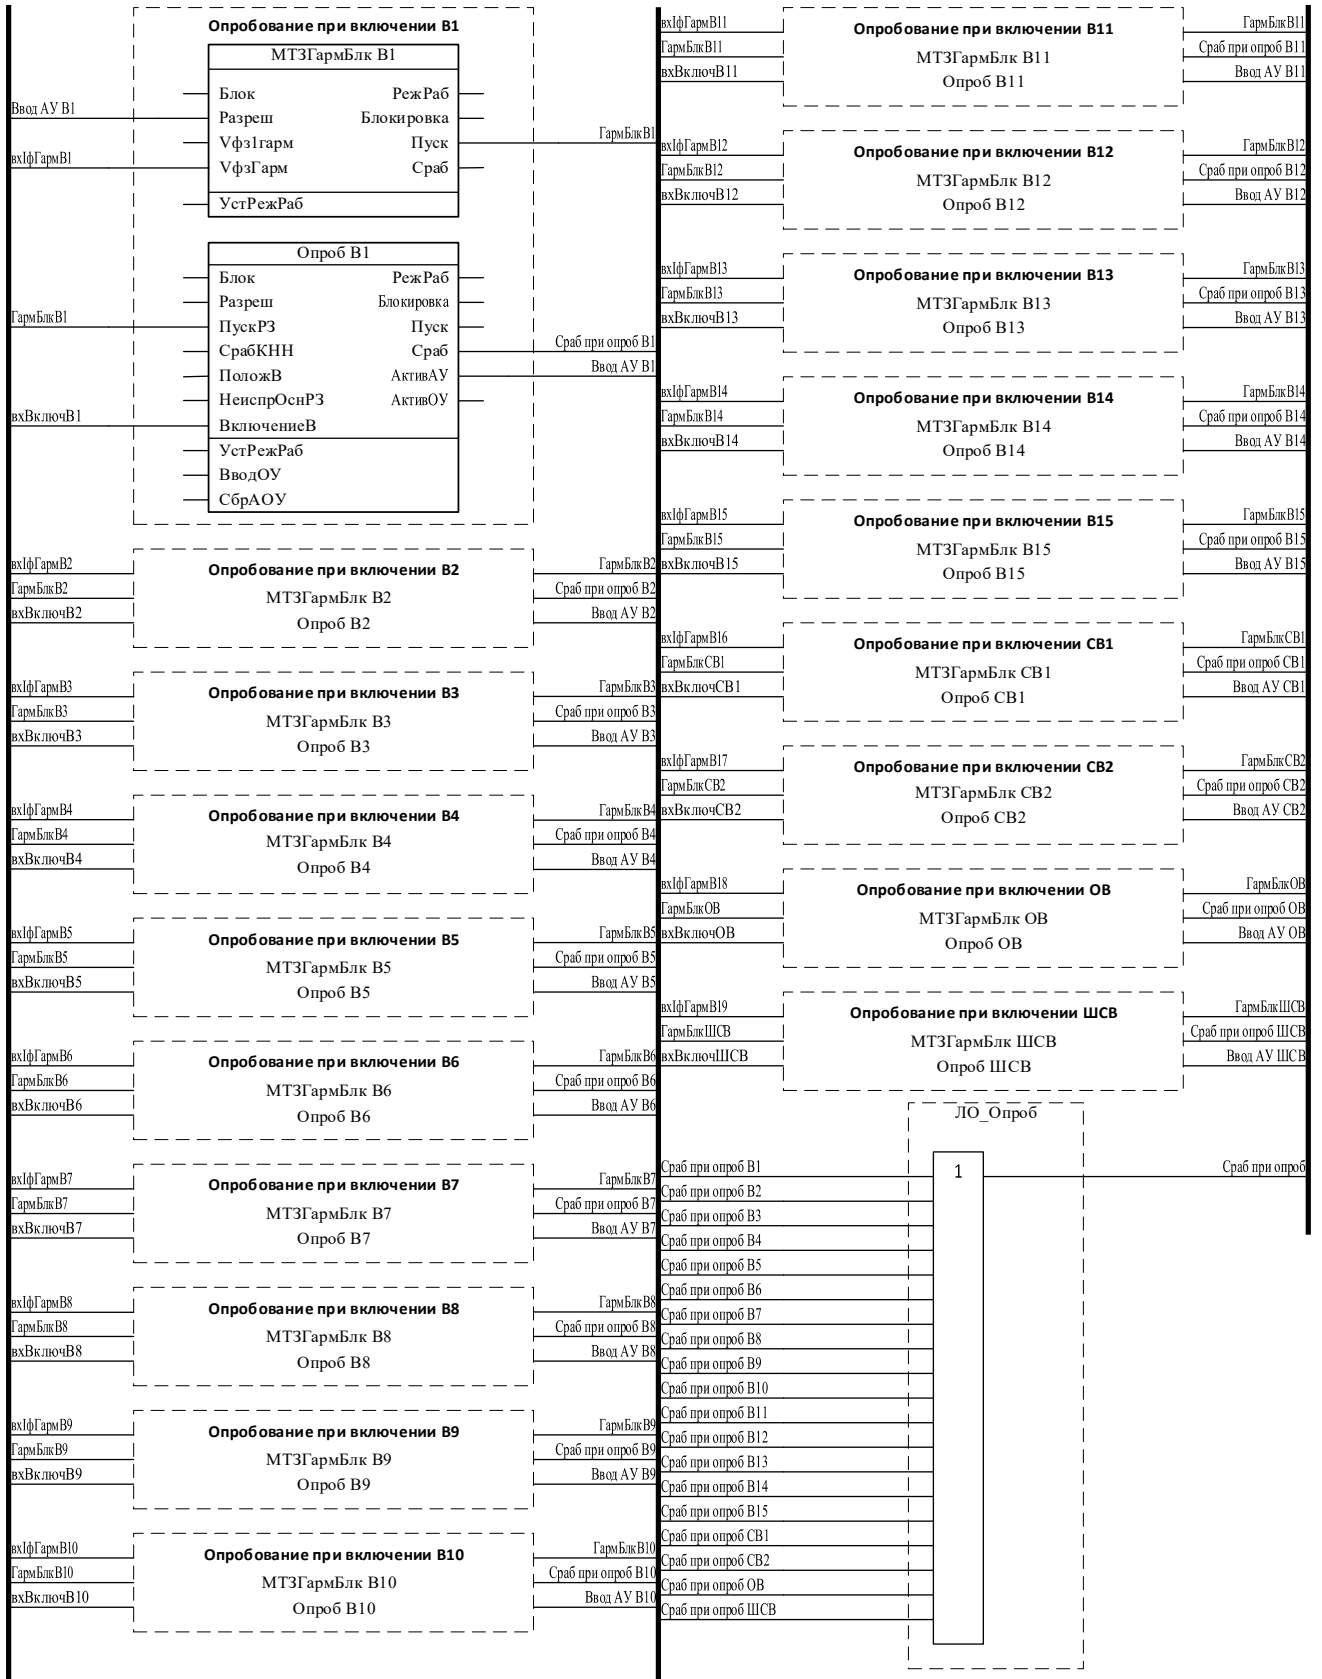 Опробование при включении В1
МТЗГармБлк В1
Блок
РежРаб
Ввод АУ В1
Разреш
Блокировка
Vфз1гарм
Пуск
ГармБлкВ1
вхIфГармВ1
VфзГарм
Сраб
УстРежРаб
Опроб В1
Блок
РежРаб
Разреш
Блокировка
ГармБлкВ1
ПускРЗ
Пуск
СрабКНН
Сраб
Сраб при опроб В1
ПоложВ
АктивАУ
Ввод АУ В1
НеиспрОснРЗ
АктивОУ
вхВключВ1
ВключениеВ
УстРежРаб
ВводОУ
СбрАОУ
вхIфГармВ2
ГармБлкВ2
вхВключВ2
Опробование при включении В2
МТЗГармБлк В2
Опроб В2
ГармБлкВ2
Сраб при опроб В2
Ввод АУ В2
вхIфГармВ3
ГармБлкВ3
вхВключВ3
Опробование при включении В3
МТЗГармБлк В3
Опроб В3
ГармБлкВ3
Сраб при опроб В3
Ввод АУ В3
вхIфГармВ4
ГармБлкВ4
вхВключВ4
Опробование при включении В4
МТЗГармБлк В4
Опроб В4
ГармБлкВ4
Сраб при опроб В4
Ввод АУ В4
вхIфГармВ5
ГармБлкВ5
вхВключВ5
Опробование при включении В5
МТЗГармБлк В5
Опроб В5
ГармБлкВ5
Сраб при опроб В5
Ввод АУ В5
вхIфГармВ6
ГармБлкВ6
вхВключВ6
Опробование при включении В6
МТЗГармБлк В6
Опроб В6
ГармБлкВ6
Сраб при опроб В6
Ввод АУ В6
вхIфГармВ7
ГармБлкВ7
вхВключВ7
Опробование при включении В7
МТЗГармБлк В7
Опроб В7
ГармБлкВ7
Сраб при опроб В7
Ввод АУ В7
вхIфГармВ8
ГармБлкВ8
вхВключВ8
Опробование при включении В8
МТЗГармБлк В8
Опроб В8
ГармБлкВ8
Сраб при опроб В8
Ввод АУ В8
вхIфГармВ9
ГармБлкВ9
вхВключВ9
Опробование при включении В9
МТЗГармБлк В9
Опроб В9
ГармБлкВ9
Сраб при опроб В9
Ввод АУ В9
вхIфГармВ10
ГармБлкВ10
вхВключВ10
Опробование при включении В10
МТЗГармБлк В10
Опроб В10
ГармБлкВ10
Сраб при опроб В10
Ввод АУ В10
вхIфГармВ11
ГармБлкВ11
вхВключВ11
Опробование при включении В11
МТЗГармБлк В11
Опроб В11
ГармБлкВ11
Сраб при опроб В11
Ввод АУ В11
вхIфГармВ12
ГармБлкВ12
вхВключВ12
Опробование при включении В12
МТЗГармБлк В12
Опроб В12
ГармБлкВ12
Сраб при опроб В12
Ввод АУ В12
вхIфГармВ13
ГармБлкВ13
вхВключВ13
Опробование при включении В13
МТЗГармБлк В13
Опроб В13
ГармБлкВ13
Сраб при опроб В13
Ввод АУ В13
вхIфГармВ14
ГармБлкВ14
вхВключВ14
Опробование при включении В14
МТЗГармБлк В14
Опроб В14
ГармБлкВ14
Сраб при опроб В14
Ввод АУ В14
вхIфГармВ15
ГармБлкВ15
вхВключВ15
Опробование при включении В15
МТЗГармБлк В15
Опроб В15
ГармБлкВ15
Сраб при опроб В15
Ввод АУ В15
вхIфГармВ16
ГармБлкСВ1
вхВключСВ1
Опробование при включении СВ1
МТЗГармБлк СВ1
Опроб СВ1
ГармБлкСВ1
Сраб при опроб СВ1
Ввод АУ СВ1
вхIфГармВ17
ГармБлкСВ2
вхВключСВ2
Опробование при включении СВ2
МТЗГармБлк СВ2
Опроб СВ2
ГармБлкСВ2
Сраб при опроб СВ2
Ввод АУ СВ2
вхIфГармВ18
ГармБлкОВ
вхВключОВ
Опробование при включении ОВ
МТЗГармБлк ОВ
Опроб ОВ
ГармБлкОВ
Сраб при опроб ОВ
Ввод АУ ОВ
вхIфГармВ19
ГармБлкШСВ
вхВключШСВ
Опробование при включении ШСВ
МТЗГармБлк ШСВ
Опроб ШСВ
ГармБлкШСВ
Сраб при опроб ШСВ
Ввод АУ ШСВ
ЛО_Опроб
1
Сраб при опроб
Сраб при опроб В1
Сраб при опроб В2
Сраб при опроб В3
Сраб при опроб В4
Сраб при опроб В5
Сраб при опроб В6
Сраб при опроб В7
Сраб при опроб В8
Сраб при опроб В9
Сраб при опроб В10
Сраб при опроб В11
Сраб при опроб В12
Сраб при опроб В13
Сраб при опроб В14
Сраб при опроб В15
Сраб при опроб СВ1
Сраб при опроб СВ2
Сраб при опроб ОВ
Сраб при опроб ШСВ